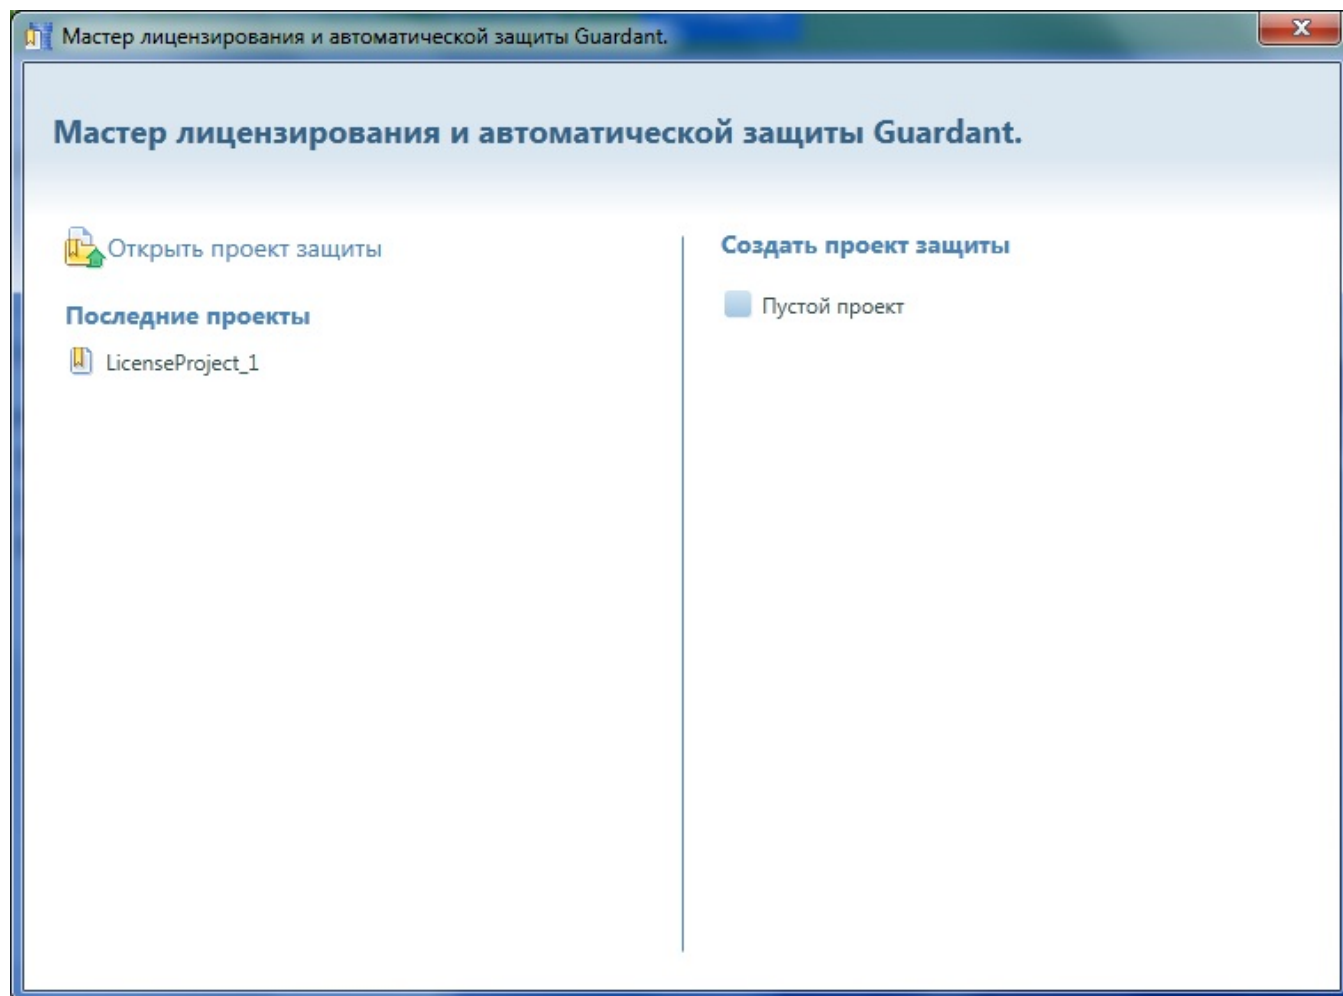 Мастер лицензирования и автоматической защиты Guardant.
Мастер лицензирования и автоматической защиты Guardant.
Открыть проект защиты
Последние проекты
LicenseProject_1
Создать проект защиты
Пустой проект